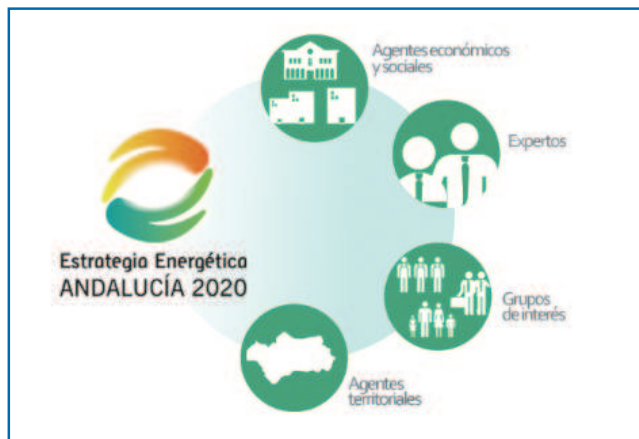 Agentes económicos
y sociales
Expertos
Estrategia Energética
ANDALUCÍA 2020
Grupos
de interés
Agentes
territoriales